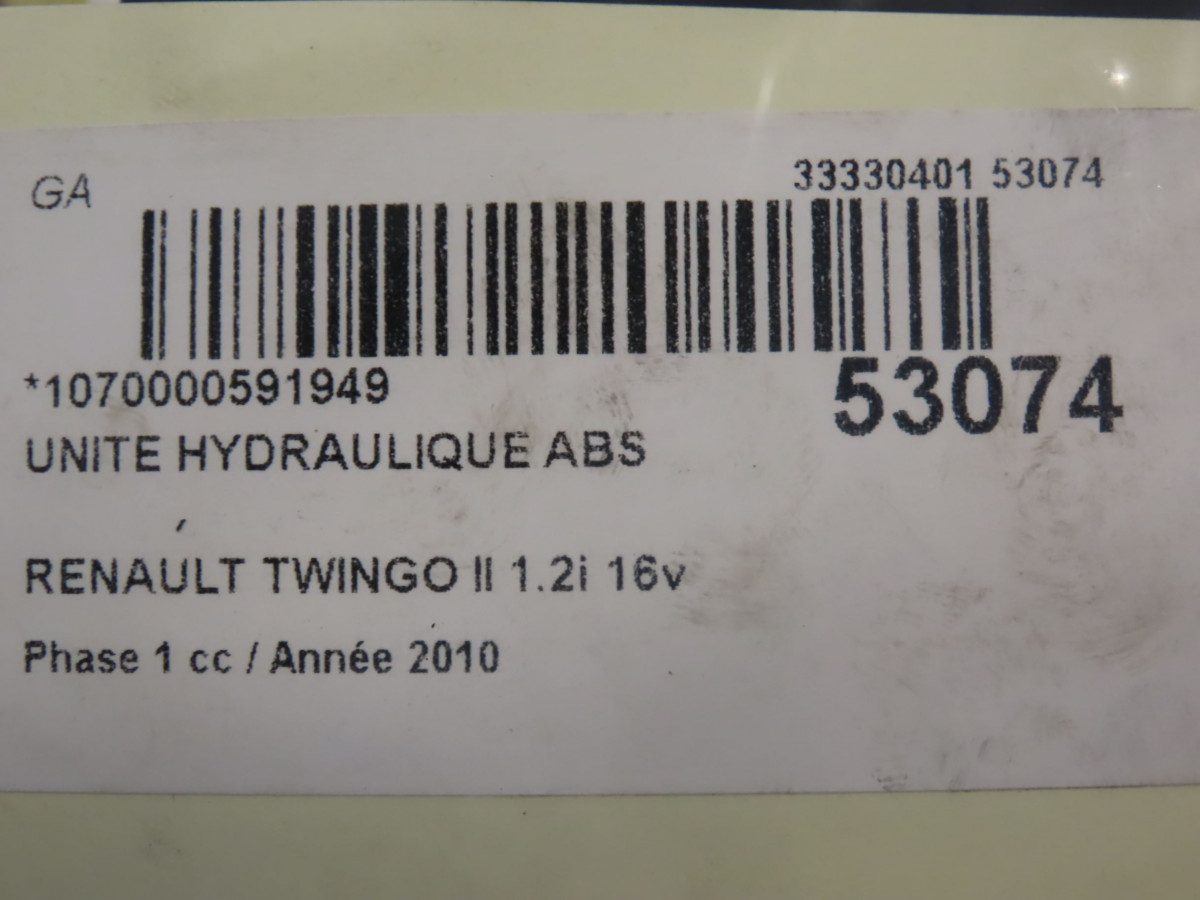 GA
33330401 53074
*1070000591949
53074
UNITE HYDRAULIQUE ABS
RENAULT TWINGO II 1.2i 16v
Phase 1 cc / Année 2010